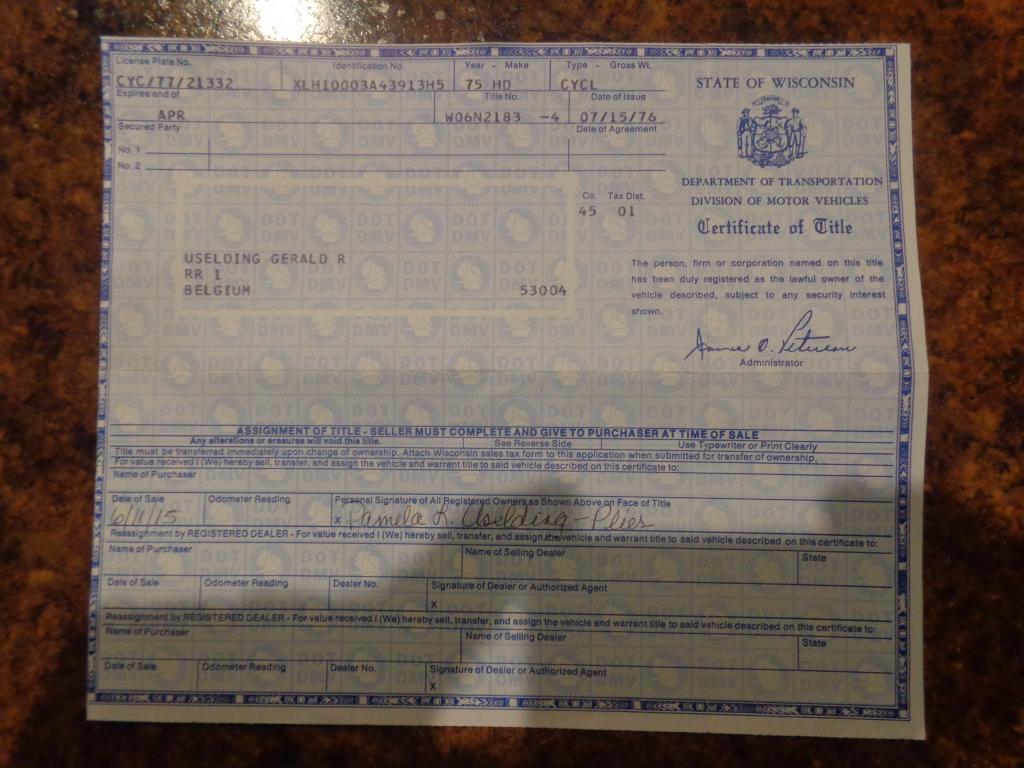 License Plate No. Identification No. Year - Make Type - Gross Wt.
CYC/77/21332 XLH10003A43913H5 75 HD CYCL
Expires end of Title No. Date of Issue
APR W06N2183 -4 07/15/76
Secured Party Date of Agreement
No. 1
No. 2
STATE OF WISCONSIN
DEPARTMENT OF TRANSPORTATION
DIVISION OF MOTOR VEHICLES
Certificate of Title
Co. Tax Dist.
45 01
USELDING GERALD R
RR 1
BELGIUM 53004
The person, firm or corporation named on this title
has been duly registered as the lawful owner of the
vehicle described, subject to any security interest
shown.
James O. Peterson
Administrator
ASSIGNMENT OF TITLE - SELLER MUST COMPLETE AND GIVE TO PURCHASER AT TIME OF SALE
Any alterations or erasures will void this title. See Reverse Side Use Typewriter or Print Clearly
Title must be transferred immediately upon change of ownership. Attach Wisconsin sales tax form to this application when submitted for transfer of ownership.
For value received I (We) hereby sell, transfer, and assign the vehicle and warrant title to said vehicle described on this certificate to:
Name of Purchaser
Date of Sale Odometer Reading Personal Signature of All Registered Owners as Shown Above on Face of Title
6/11/15 x Pamela K. Uselding-Plies
Reassignment by REGISTERED DEALER - For value received I (We) hereby sell, transfer, and assign the vehicle and warrant title to said vehicle described on this certificate to:
Name of Purchaser Name of Selling Dealer State
Date of Sale Odometer Reading Dealer No. Signature of Dealer or Authorized Agent
x
Reassignment by REGISTERED DEALER - For value received I (We) hereby sell, transfer, and assign the vehicle and warrant title to said vehicle described on this certificate to:
Name of Purchaser Name of Selling Dealer State
Date of Sale Odometer Reading Dealer No. Signature of Dealer or Authorized Agent
x